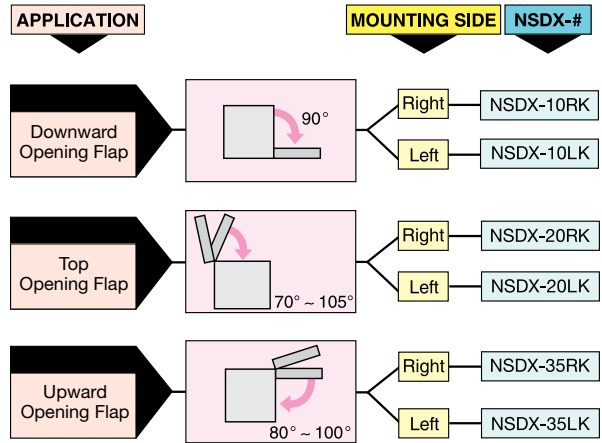 APPLICATION
MOUNTING SIDE
NSDX-#
Downward
Opening Flap
90°
Right
NSDX-10RK
Left
NSDX-10LK
Top
Opening Flap
70° ~ 105°
Right
NSDX-20RK
Left
NSDX-20LK
Upward
Opening Flap
80° ~ 100°
Right
NSDX-35RK
Left
NSDX-35LK